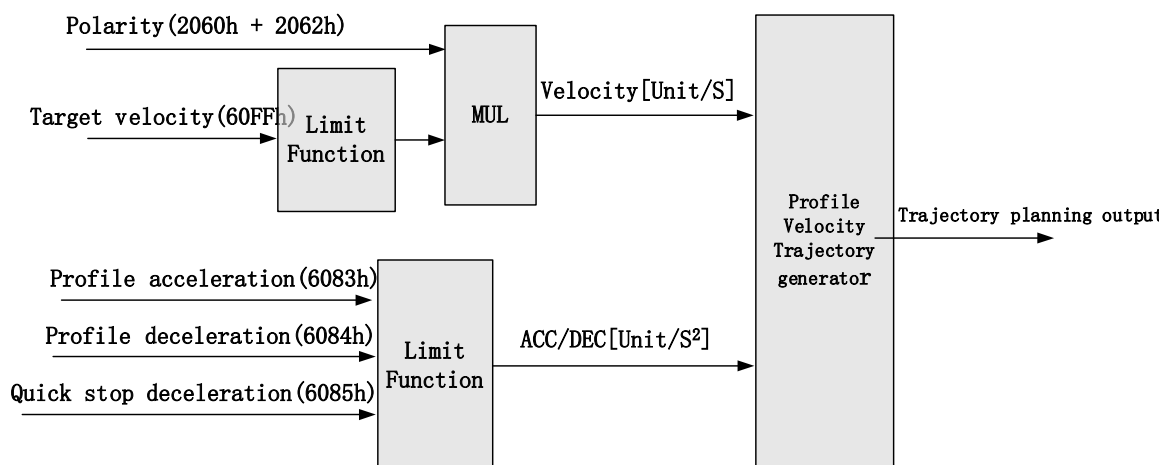 Polarity(2060h + 2062h)
Target velocity(60FFh)
Limit
Function
MUL
Velocity[Unit/S]
Profile
Velocity
Trajectory
generator
Trajectory planning output
Profile acceleration(6083h)
Profile deceleration(6084h)
Quick stop deceleration(6085h)
Limit
Function
ACC/DEC[Unit/S²]